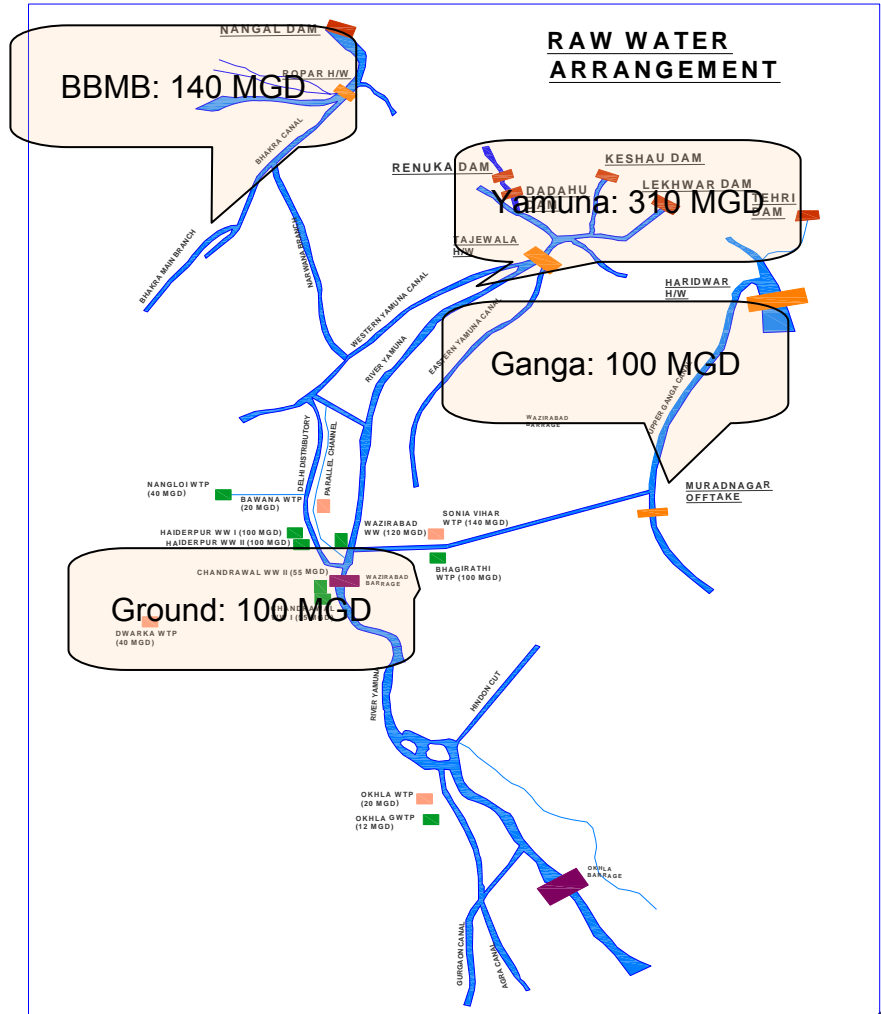 NANGAL DAM
RAW WATER
ARRANGEMENT
ROPAR H/W
BBMB: 140 MGD
BHAKRA CANAL
RENUKA DAM
KESHAU DAM
DADAHU
LEKHWAR DAM
TEHRI
DAM
Yamuna: 310 MGD
TAJEWALA
H/W
BHAKRA MAIN BRANCH
NARWANA BRANCH
HARIDWAR
H/W
WESTERN YAMUNA CANAL
RIVER YAMUNA
EASTERN YAMUNA CANAL
Ganga: 100 MGD
UPPER GANGA CANAL
WAZIRABAD
BARRAGE
DELHI DISTRIBUTORY
PARALLEL CHANNEL
NANGLOI WTP
(40 MGD)
BAWANA WTP
(20 MGD)
MURADNAGAR
OFFTAKE
SONIA VIHAR
WTP (140 MGD)
WAZIRABAD
WW (120 MGD)
HAIDERPUR WW I (100 MGD)
HAIDERPUR WW II (100 MGD)
BHAGIRATHI
WTP (100 MGD)
CHANDRAWAL WW II (55 MGD)
WAZIRABAD
BARRAGE
Ground: 100 MGD
CHANDRAWAL
DWARKA WTP
(40 MGD)
RIVER YAMUNA
HINDON CUT
OKHLA WTP
(20 MGD)
OKHLA GWTP
(12 MGD)
OKHLA
BARRAGE
GURGAON CANAL
AGRA CANAL